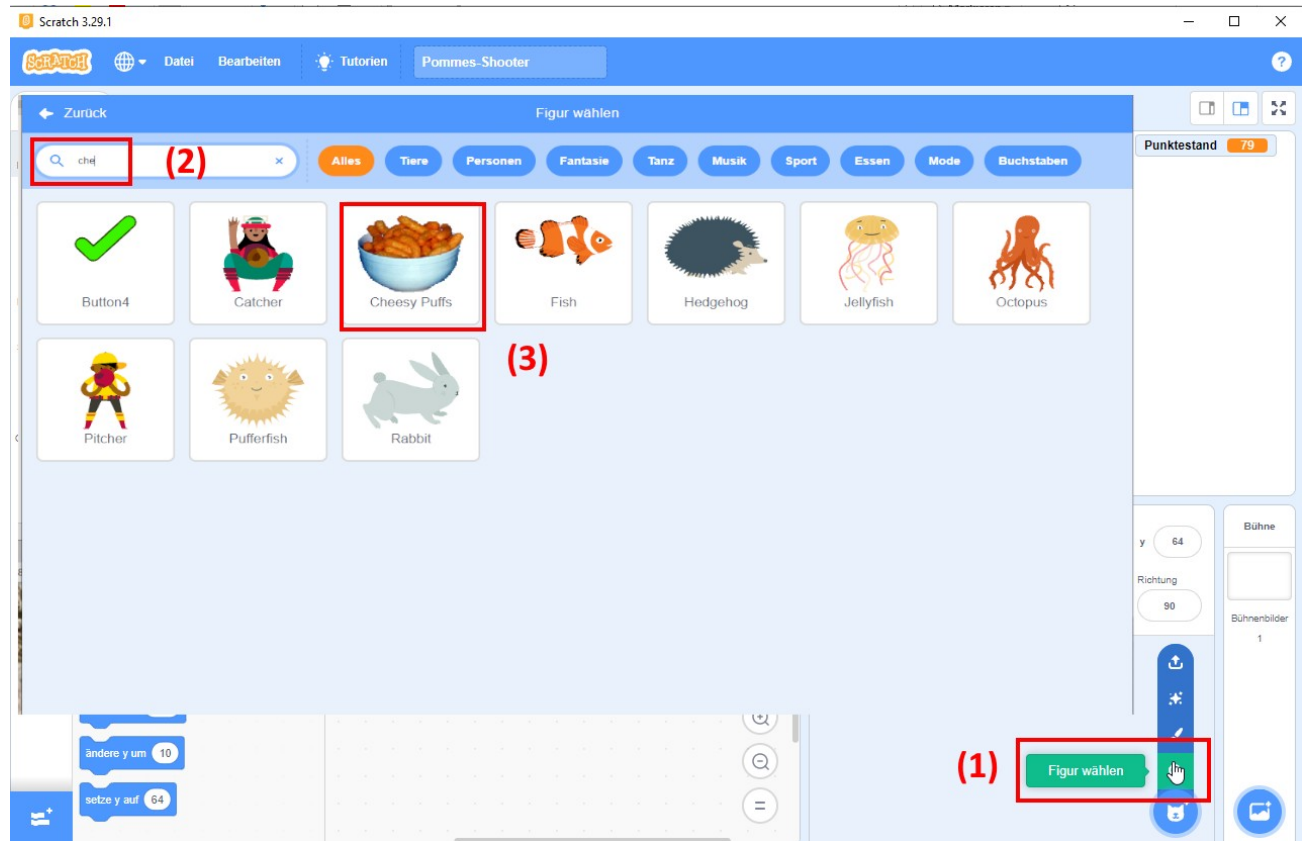 Scratch 3.29.1
SCRATCH Datei Bearbeiten Tutorien Pommes-Shooter ?
Zurück Figur wählen
che × (2) Alles Tiere Personen Fantasie Tanz Musik Sport Essen Mode Buchstaben
Punktestand 79
Button4 Catcher Cheesy Puffs Fish Hedgehog Jellyfish Octopus
(3)
Pitcher Pufferfish Rabbit
Bühne
y 64
Richtung
90
Bühnenbilder
1
ändere y um 10
(1) Figur wählen
setze y auf 64